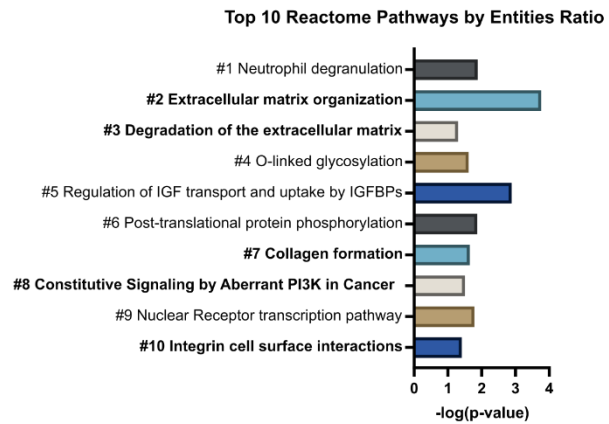 Top 10 Reactome Pathways by Entities Ratio
#1 Neutrophil degranulation
#2 Extracellular matrix organization
#3 Degradation of the extracellular matrix
#4 O-linked glycosylation
#5 Regulation of IGF transport and uptake by IGFBPs
#6 Post-translational protein phosphorylation
#7 Collagen formation
#8 Constitutive Signaling by Aberrant PI3K in Cancer
#9 Nuclear Receptor transcription pathway
#10 Integrin cell surface interactions
0 1 2 3 4
-log(p-value)